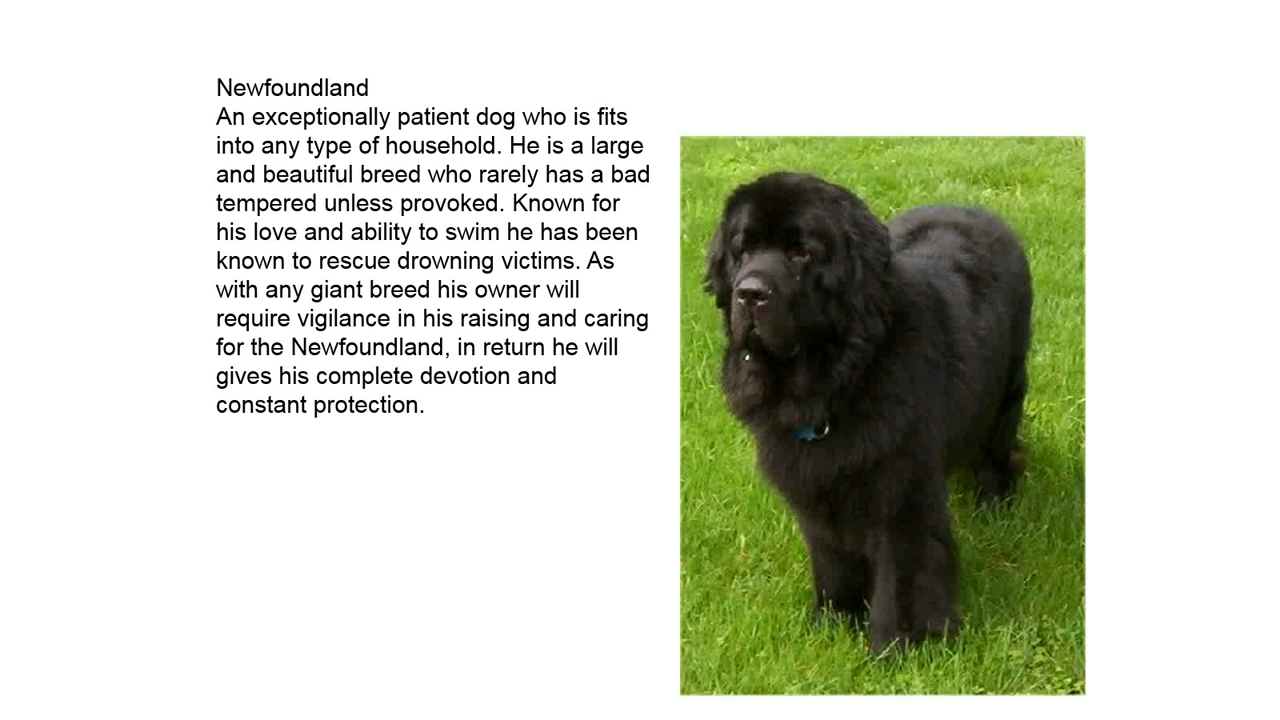 Newfoundland
An exceptionally patient dog who is fits
into any type of household. He is a large
and beautiful breed who rarely has a bad
tempered unless provoked. Known for
his love and ability to swim he has been
known to rescue drowning victims. As
with any giant breed his owner will
require vigilance in his raising and caring
for the Newfoundland, in return he will
gives his complete devotion and
constant protection.